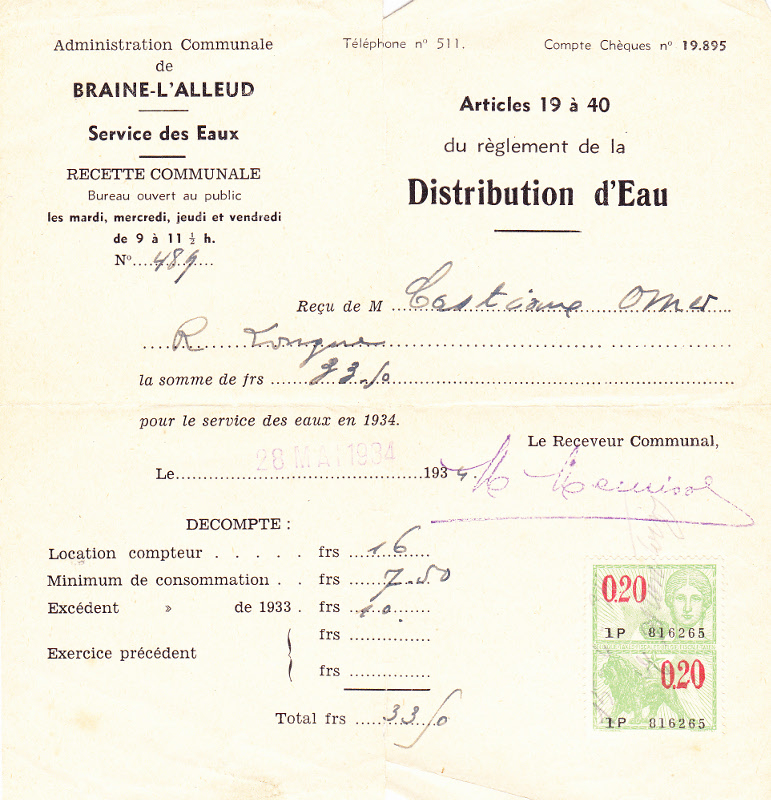 Administration Communale
de
BRAINE-L'ALLEUD
Service des Eaux
RECETTE COMMUNALE
Bureau ouvert au public
les mardi, mercredi, jeudi et vendredi
de 9 à 11 ½ h.
Nº....489......
Téléphone nº 511.
Compte Chèques nº 19.895
Articles 19 à 40
du règlement de la
Distribution d'Eau
Reçu de M Omer
R Longue
la somme de frs 33.50
pour le service des eaux en 1934.
Le Receveur Communal,
Le 28 MAI 1934 1934.
DECOMPTE :
Location compteur . . . . . frs 16
Minimum de consommation . . frs 7.50
Excédent » de 1933 . frs 10.
Exercice précédent
frs
frs
Total frs 33 50
0.20
1P 816265
0.20
1P 816265